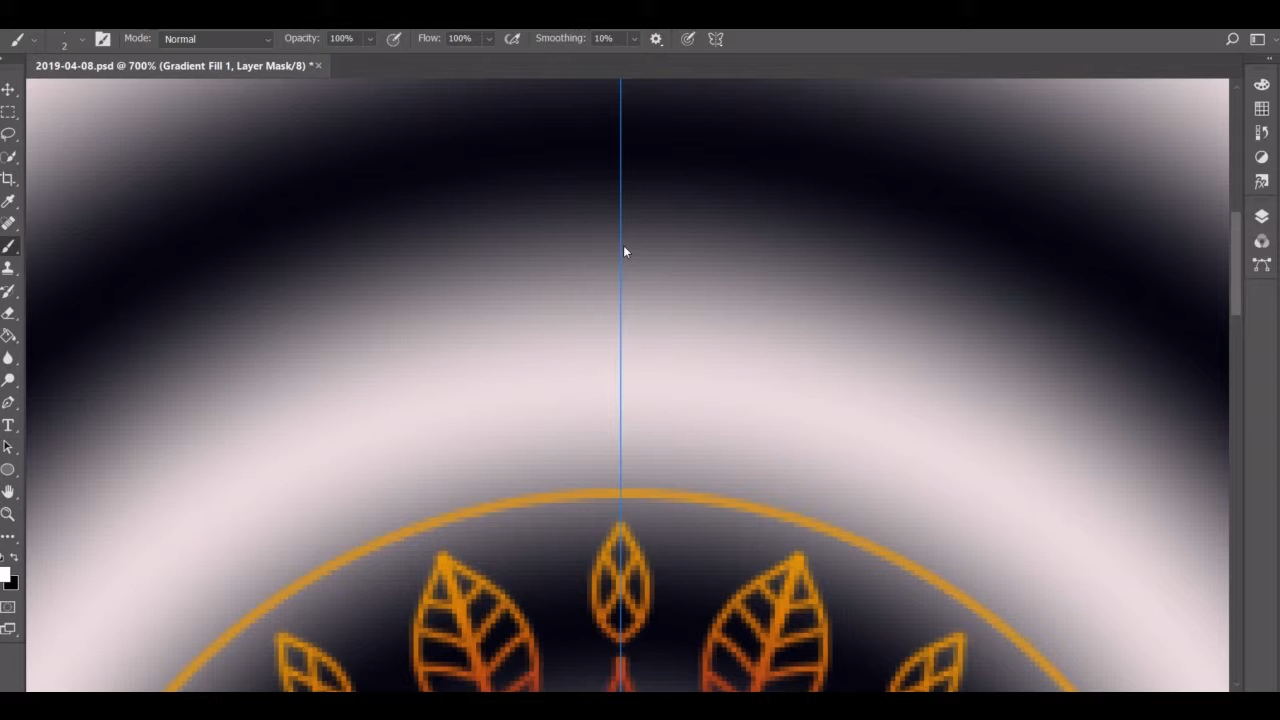 2 Mode: Normal Opacity: 100% Flow: 100% Smoothing: 10%
2019-04-08.psd @ 700% (Gradient Fill 1, Layer Mask/8) *